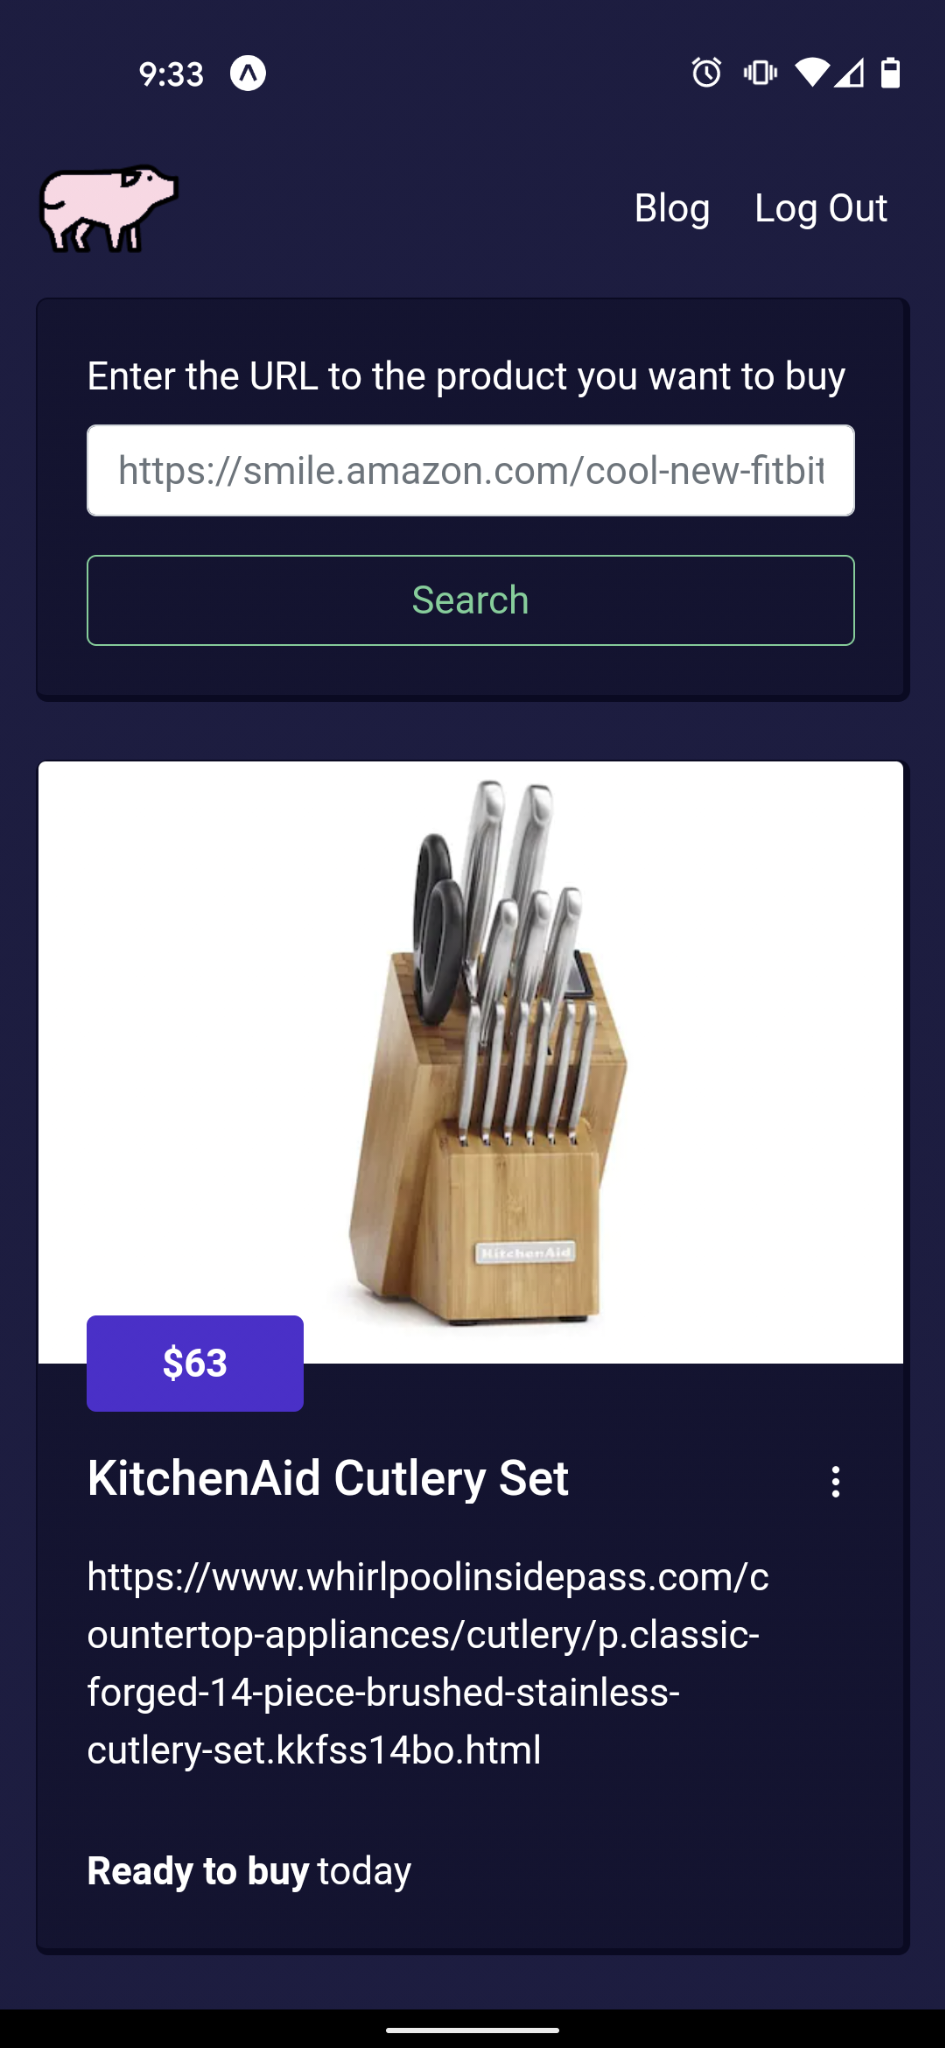 9:33
Blog Log Out
Enter the URL to the product you want to buy
https://smile.amazon.com/cool-new-fitbit
Search
KitchenAid
$63
KitchenAid Cutlery Set
https://www.whirlpoolinsidepass.com/c
ountertop-appliances/cutlery/p.classic-
forged-14-piece-brushed-stainless-
cutlery-set.kkfss14bo.html
Ready to buy today